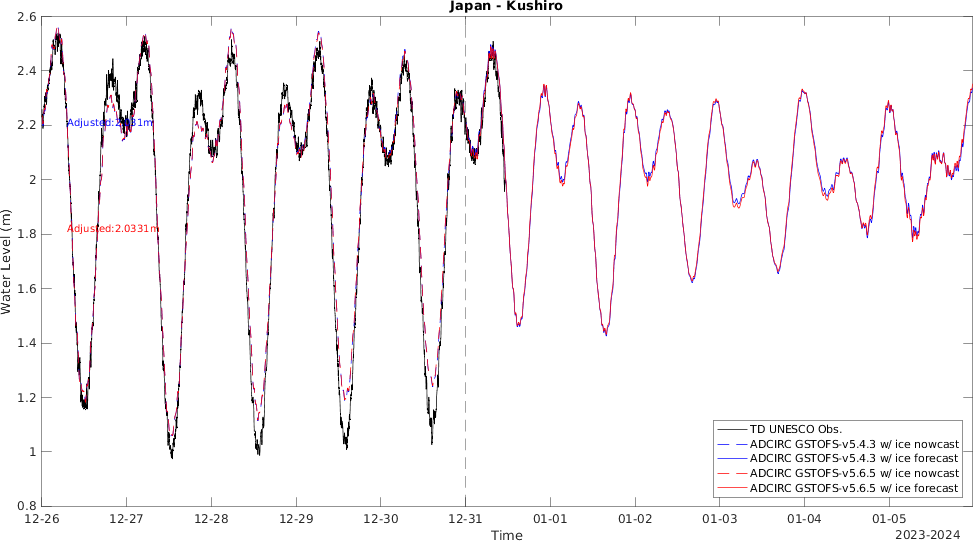 Japan - Kushiro
2.6
2.4
2.2
2
1.8
1.6
1.4
1.2
1
0.8
Water Level (m)
Adjusted:2.0331m
12-26
12-27
12-28
12-29
12-30
12-31
01-01
01-02
01-03
01-04
01-05
Time
2023-2024
TD UNESCO Obs.
ADCIRC GSTOFS-v5.4.3 w/ ice nowcast
ADCIRC GSTOFS-v5.4.3 w/ ice forecast
ADCIRC GSTOFS-v5.6.5 w/ ice nowcast
ADCIRC GSTOFS-v5.6.5 w/ ice forecast